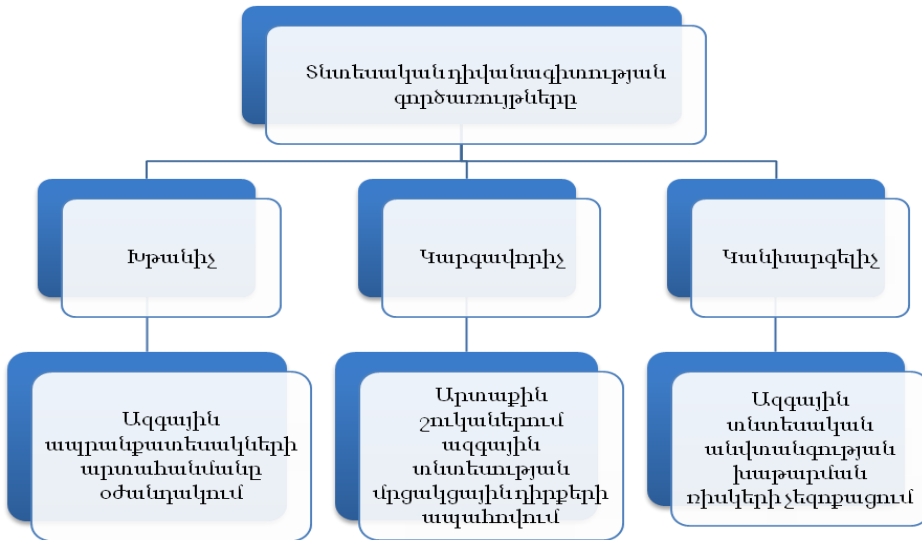 Տնտեսական դիվանագիտության
գործառույթները
Խթանիչ
Կարգավորիչ
Կանխարգելիչ
Ազգային
ապրանքատեսակների
արտահանմանը
օժանդակում
Արտաքին
շուկաներում
ազգային
տնտեսության
մրցակցային դիրքերի
ապահովում
Ազգային
տնտեսական
անվտանգության
խաթարման
ռիսկերի չեզոքացում